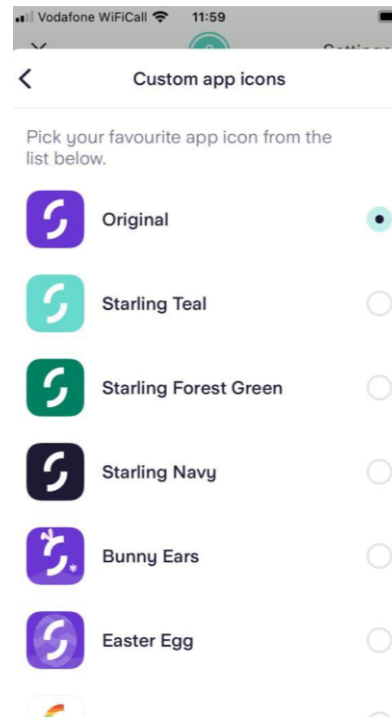 Vodafone WiFiCall 11:59
Settings
Custom app icons
Pick your favourite app icon from the
list below.
Original
Starling Teal
Starling Forest Green
Starling Navy
Bunny Ears
Easter Egg